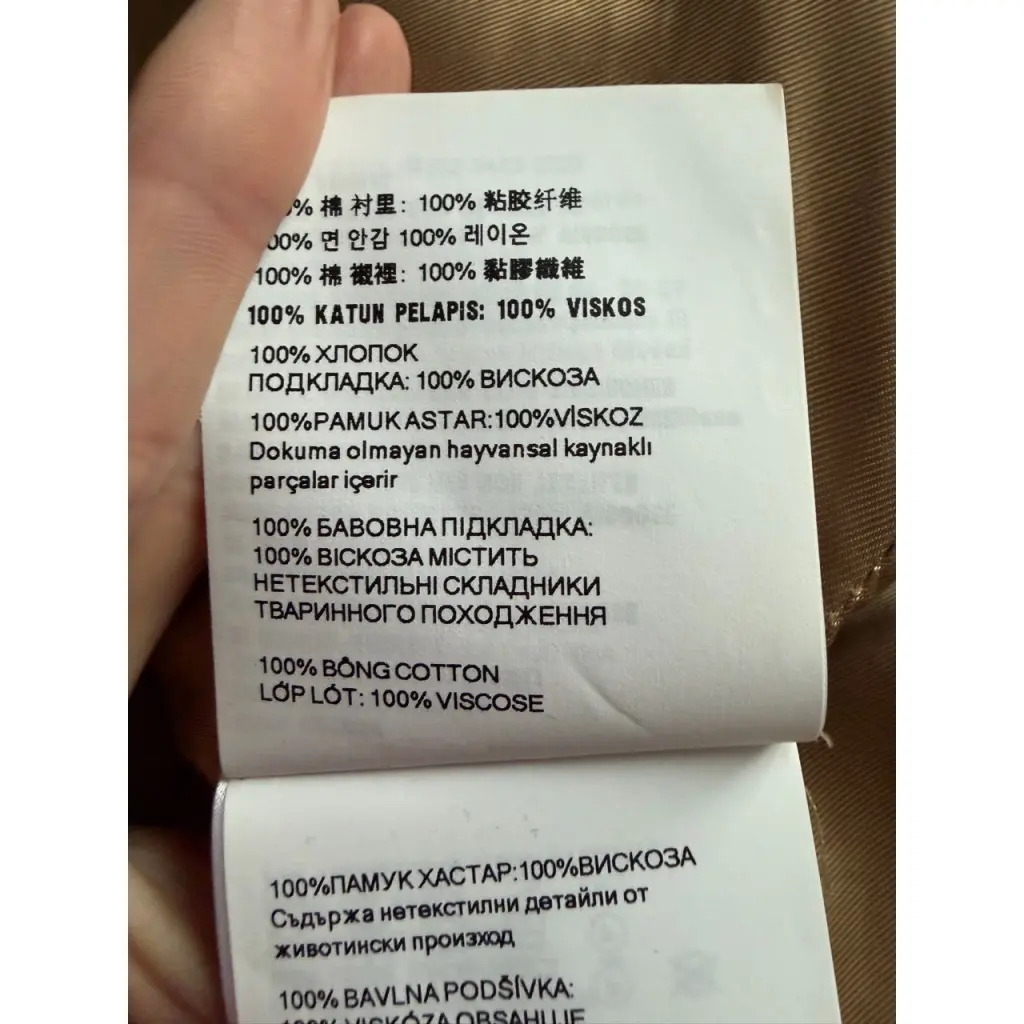 % 棉 衬里: 100% 粘胶纤维
00% 면 안감 100% 레이온
100% 棉 襯裡: 100% 黏膠纖維
100% KATUN PELAPIS: 100% VISKOS
100% ХЛОПОК
ПОДКЛАДКА: 100% ВИСКОЗА
100%PAMUK ASTAR:100%VİSKOZ
Dokuma olmayan hayvansal kaynaklı
parçalar içerir
100% БАВОВНА ПІДКЛАДКА:
100% ВІСКОЗА МІСТИТЬ
НЕТЕКСТИЛЬНІ СКЛАДНИКИ
ТВАРИННОГО ПОХОДЖЕННЯ
100% BÔNG COTTON
LỚP LÓT: 100% VISCOSE
100%ПАМУК ХАСТАР:100%ВИСКОЗА
Съдържа нетекстилни детайли от
животински произход
100% BAVLNA PODŠÍVKA:
100% VISKÓZA OBSAHUJE